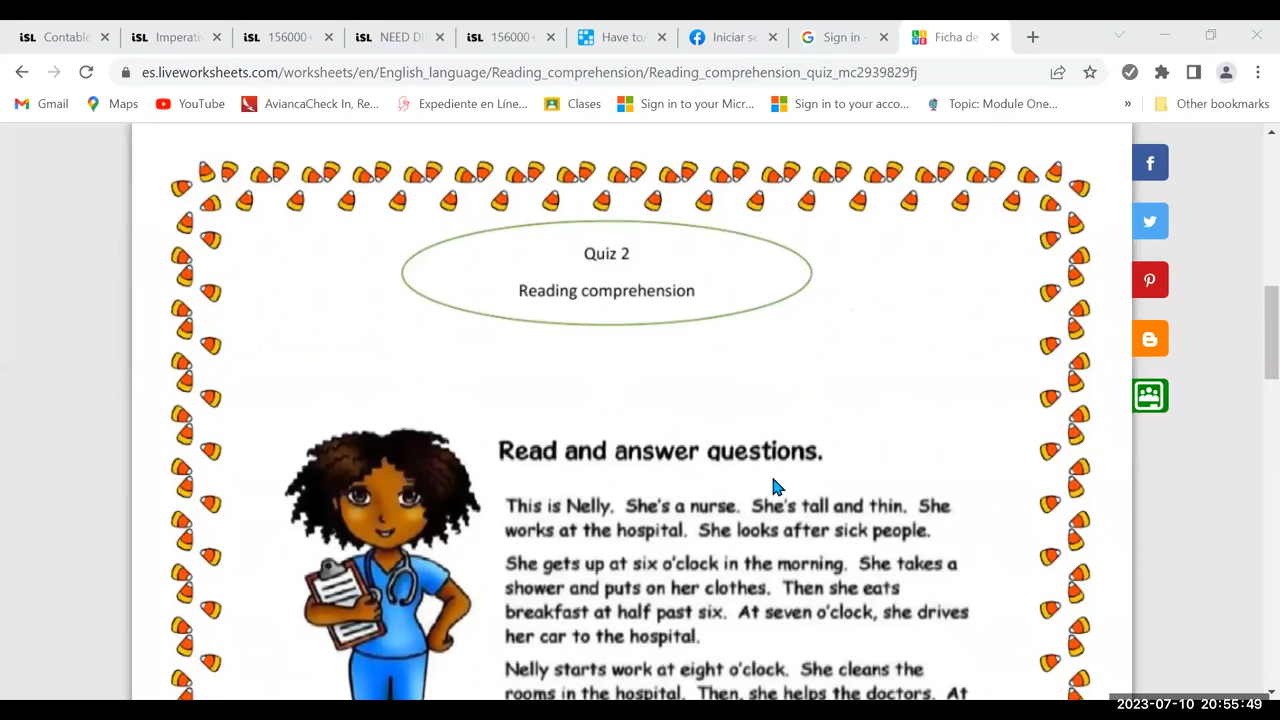 Contable
Imperati
156000+
NEED DI
156000+
Have to/
Iniciar se
Sign in -
Ficha de
es.liveworksheets.com/worksheets/en/English_language/Reading_comprehension/Reading_comprehension_quiz_mc2939829fj
Gmail
Maps
YouTube
AviancaCheck In, Re...
Expediente en Líne...
Clases
Sign in to your Micr...
Sign in to your acco...
Topic: Module One...
»
Other bookmarks
Quiz 2
Reading comprehension
Read and answer questions.
This is Nelly. She's a nurse. She's tall and thin. She
works at the hospital. She looks after sick people.
She gets up at six o'clock in the morning. She takes a
shower and puts on her clothes. Then she eats
breakfast at half past six. At seven o'clock, she drives
her car to the hospital.
Nelly starts work at eight o'clock. She cleans the
rooms in the hospital. Then, she helps the doctors. At
2023-07-10 20:55:49